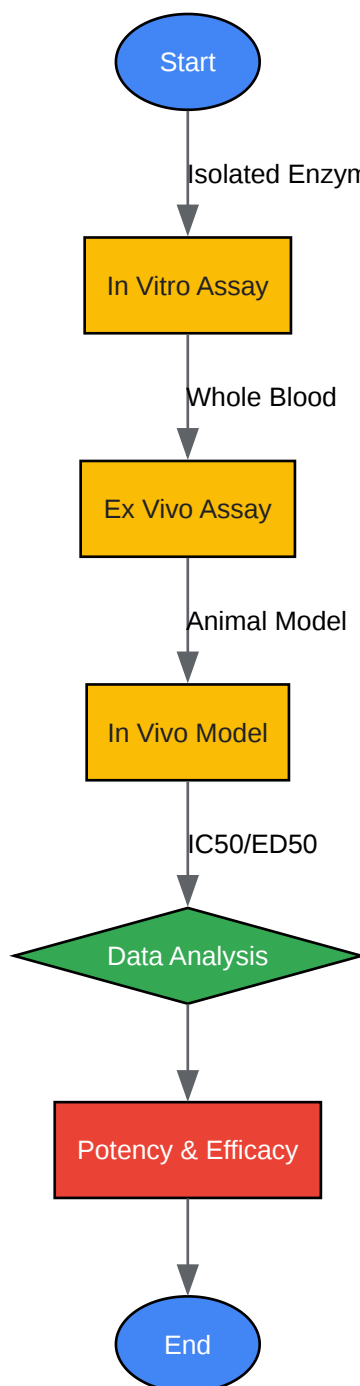 Start
Isolated Enzym
In Vitro Assay
Whole Blood
Ex Vivo Assay
Animal Model
In Vivo Model
IC50/ED50
Data Analysis
Potency & Efficacy
End